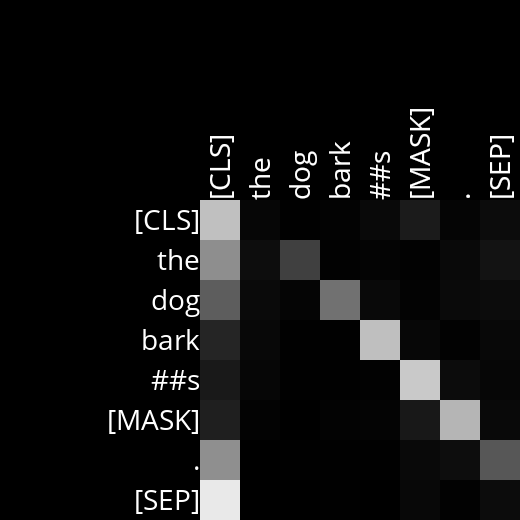 [CLS] the dog bark ##s [MASK] . [SEP]
[CLS]
the
dog
bark
##s
[MASK]
.
[SEP]